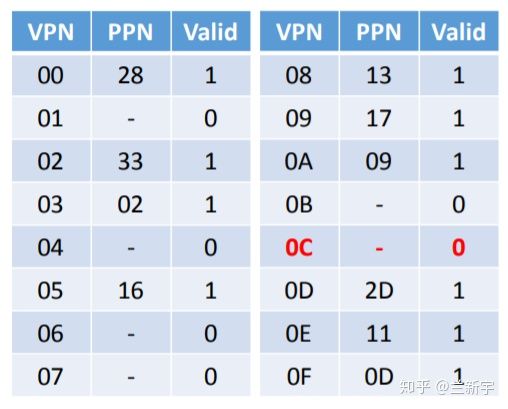 VPN PPN Valid VPN PPN Valid
00 28 1 08 13 1
01 - 0 09 17 1
02 33 1 0A 09 1
03 02 1 0B - 0
04 - 0 0C - 0
05 16 1 0D 2D 1
06 - 0 0E 11 1
07 - 0 0F 0D 1
知乎 @兰新宇